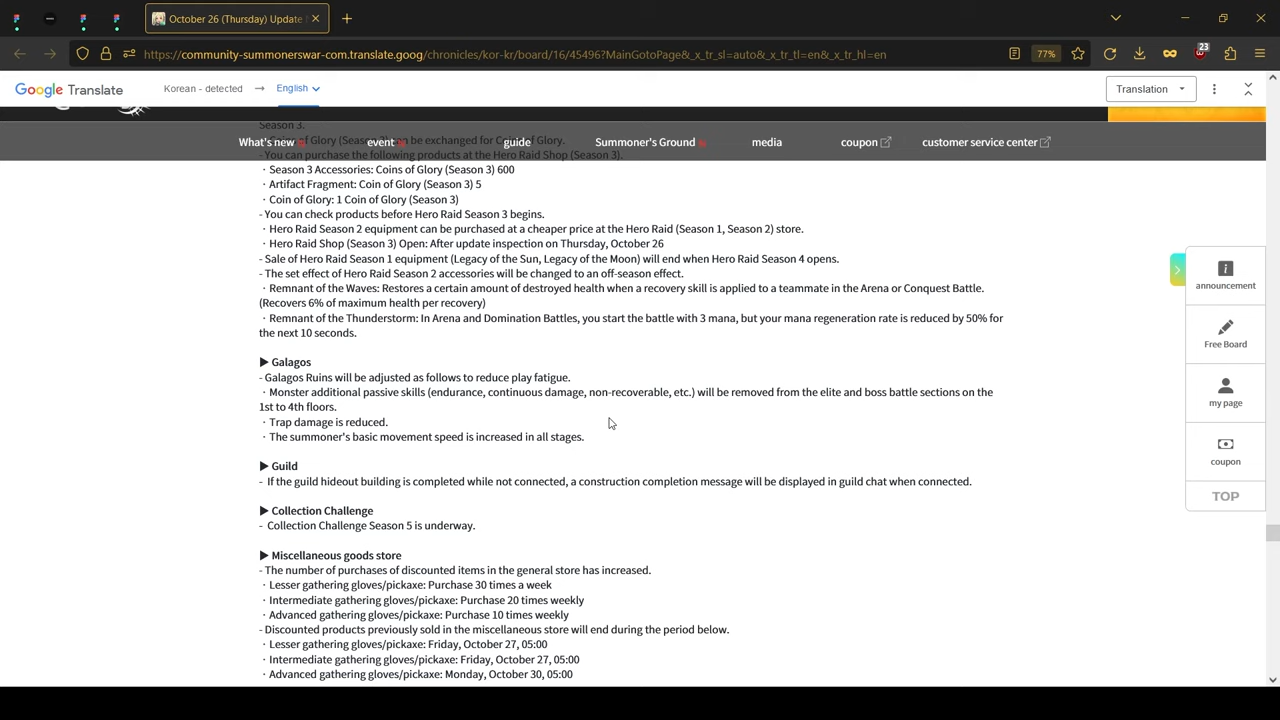 October 26 (Thursday) Update
23
https://community-summonerswar-com.translate.goog/chronicles/kor-kr/board/16/45496?MainGotoPage&_x_tr_sl=auto&_x_tr_tl=en&_x_tr_hl=en
77%
Google Translate
Korean - detected → English
Translation
Season 3.
What's new
event
guide
Summoner's Ground
media
coupon
customer service center
- Coins of Glory (Season 3) can be exchanged for Coins of Glory.
- You can purchase the following products at the Hero Raid Shop (Season 3).
· Season 3 Accessories: Coins of Glory (Season 3) 600
· Artifact Fragment: Coin of Glory (Season 3) 5
· Coin of Glory: 1 Coin of Glory (Season 3)
- You can check products before Hero Raid Season 3 begins.
· Hero Raid Season 2 equipment can be purchased at a cheaper price at the Hero Raid (Season 1, Season 2) store.
· Hero Raid Shop (Season 3) Open: After update inspection on Thursday, October 26
- Sale of Hero Raid Season 1 equipment (Legacy of the Sun, Legacy of the Moon) will end when Hero Raid Season 4 opens.
- The set effect of Hero Raid Season 2 accessories will be changed to an off-season effect.
· Remnant of the Waves: Restores a certain amount of destroyed health when a recovery skill is applied to a teammate in the Arena or Conquest Battle.
(Recovers 6% of maximum health per recovery)
· Remnant of the Thunderstorm: In Arena and Domination Battles, you start the battle with 3 mana, but your mana regeneration rate is reduced by 50% for
the next 10 seconds.
▶ Galagos
- Galagos Ruins will be adjusted as follows to reduce play fatigue.
· Monster additional passive skills (endurance, continuous damage, non-recoverable, etc.) will be removed from the elite and boss battle sections on the
1st to 4th floors.
· Trap damage is reduced.
· The summoner's basic movement speed is increased in all stages.
▶ Guild
- If the guild hideout building is completed while not connected, a construction completion message will be displayed in guild chat when connected.
▶ Collection Challenge
- Collection Challenge Season 5 is underway.
▶ Miscellaneous goods store
- The number of purchases of discounted items in the general store has increased.
· Lesser gathering gloves/pickaxe: Purchase 30 times a week
· Intermediate gathering gloves/pickaxe: Purchase 20 times weekly
· Advanced gathering gloves/pickaxe: Purchase 10 times weekly
- Discounted products previously sold in the miscellaneous store will end during the period below.
· Lesser gathering gloves/pickaxe: Friday, October 27, 05:00
· Intermediate gathering gloves/pickaxe: Friday, October 27, 05:00
· Advanced gathering gloves/pickaxe: Monday, October 30, 05:00
announcement
Free Board
my page
coupon
TOP